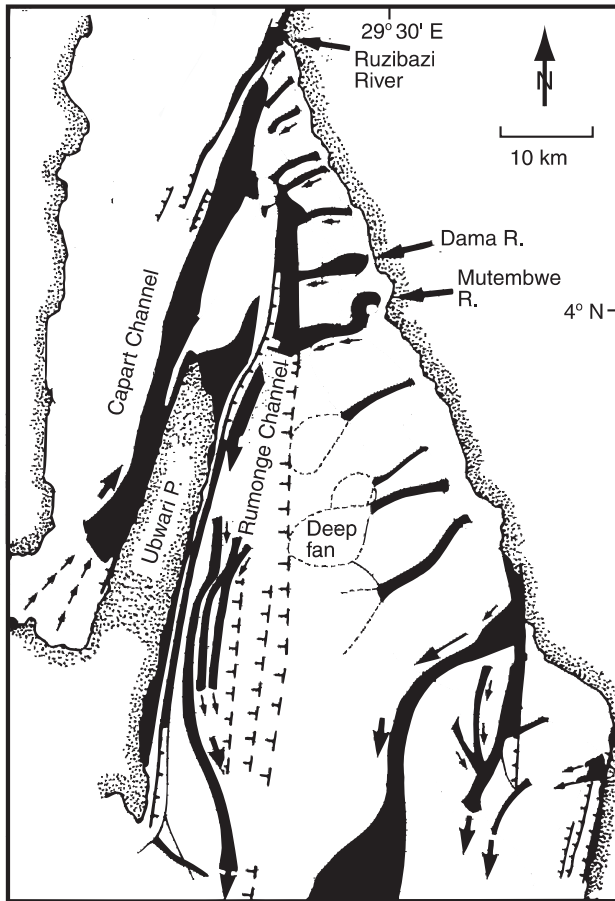 29° 30' E
Ruzibazi
River
N
10 km
Dama R.
Mutembwe
R.
4° N
Capart Channel
Rumonge Channel
Ubwari P
Deep
fan